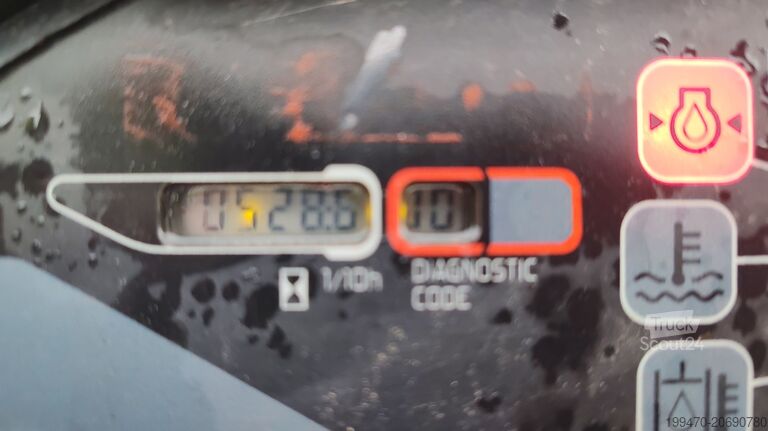 0528.6 10
1/10h
DIAGNOSTIC
CODE
Truck
Scout24
199470-20690780